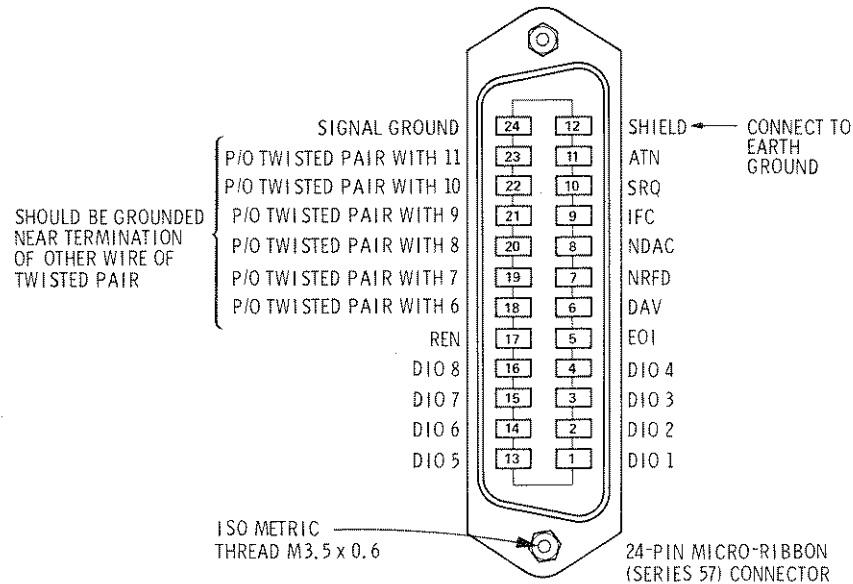 SIGNAL GROUND 24 12 SHIELD CONNECT TO
EARTH
GROUND
P/O TWISTED PAIR WITH 11 23 11 ATN
P/O TWISTED PAIR WITH 10 22 10 SRQ
P/O TWISTED PAIR WITH 9 21 9 IFC
P/O TWISTED PAIR WITH 8 20 8 NDAC
P/O TWISTED PAIR WITH 7 19 7 NRFD
P/O TWISTED PAIR WITH 6 18 6 DAV
SHOULD BE GROUNDED
NEAR TERMINATION
OF OTHER WIRE OF
TWISTED PAIR
REN 17 5 EOI
DIO 8 16 4 DIO 4
DIO 7 15 3 DIO 3
DIO 6 14 2 DIO 2
DIO 5 13 1 DIO 1
ISO METRIC
THREAD M3.5 x 0.6
24-PIN MICRO-RIBBON
(SERIES 57) CONNECTOR